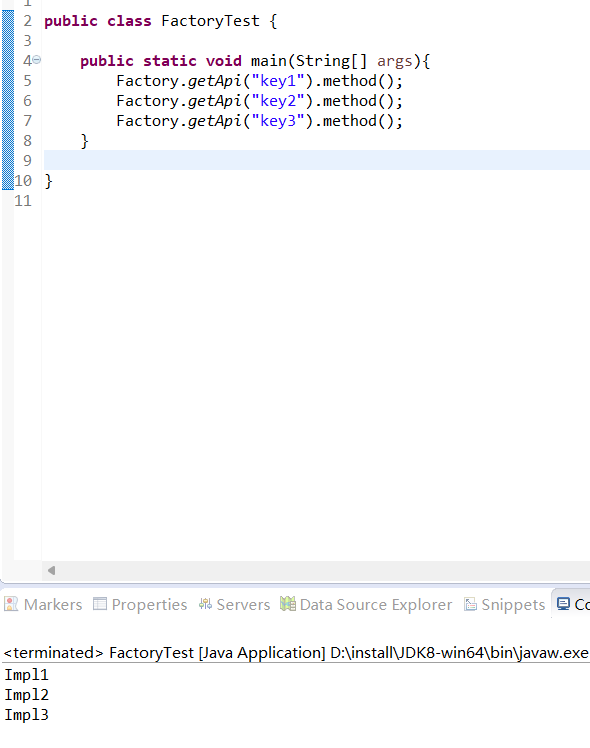 1
2 public class FactoryTest {
3
4 public static void main(String[] args){
5 Factory.getApi("key1").method();
6 Factory.getApi("key2").method();
7 Factory.getApi("key3").method();
8 }
9
10 }
11
Markers Properties Servers Data Source Explorer Snippets Co
<terminated> FactoryTest [Java Application] D:\install\JDK8-win64\bin\javaw.exe
Impl1
Impl2
Impl3